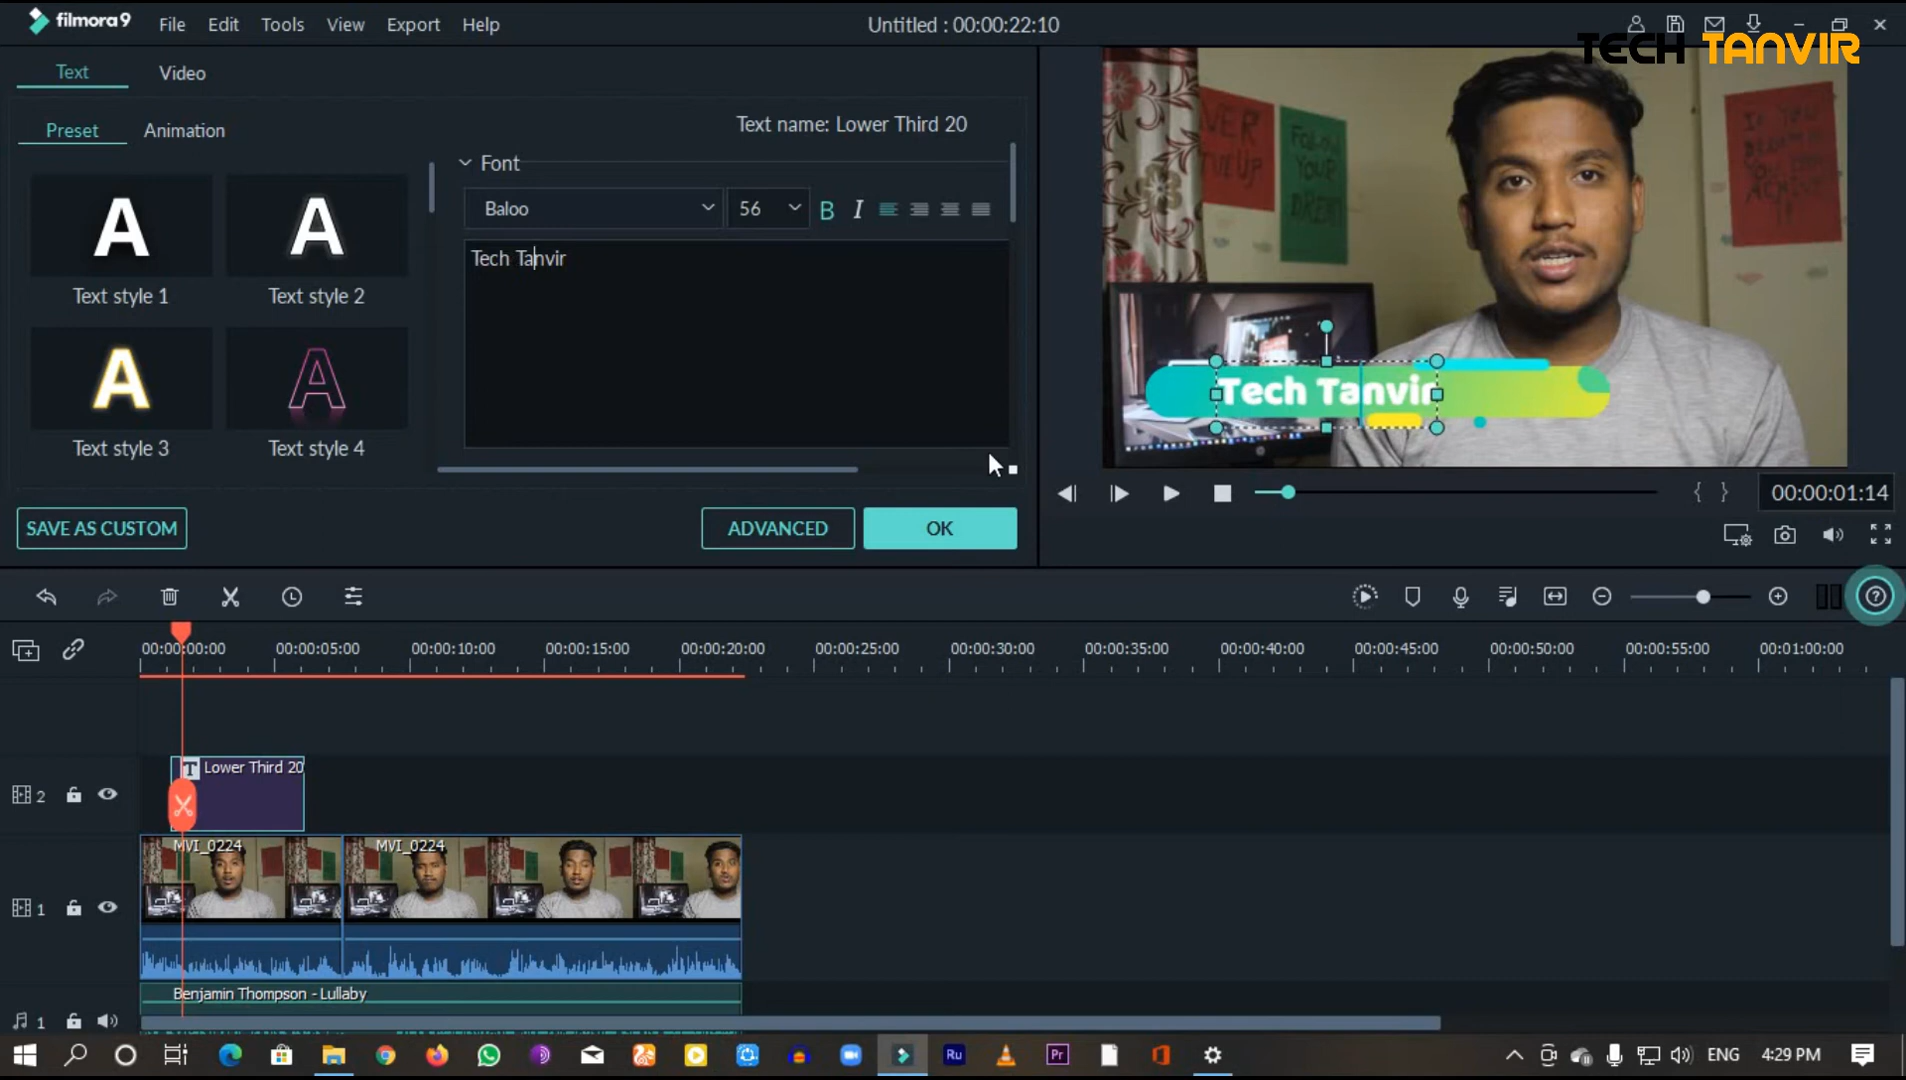 filmora9 File Edit Tools View Export Help Untitled : 00:00:22:10
TECH TANVIR
Text Video
Preset Animation
Text name: Lower Third 20
Font
Baloo 56 B I
Tech Tanvir
A A
Text style 1 Text style 2
A A
Text style 3 Text style 4
SAVE AS CUSTOM ADVANCED OK
FOLLOW
YOUR
DREAM
Tech Tanvir
{ } 00:00:01:14
00:00:00:00 00:00:05:00 00:00:10:00 00:00:15:00 00:00:20:00 00:00:25:00 00:00:30:00 00:00:35:00 00:00:40:00 00:00:45:00 00:00:50:00 00:00:55:00 00:01:00:00
T Lower Third 20
2
MVI_0224 MVI_0224
1
Benjamin Thompson - Lullaby
1
Ru Pr ENG 4:29 PM